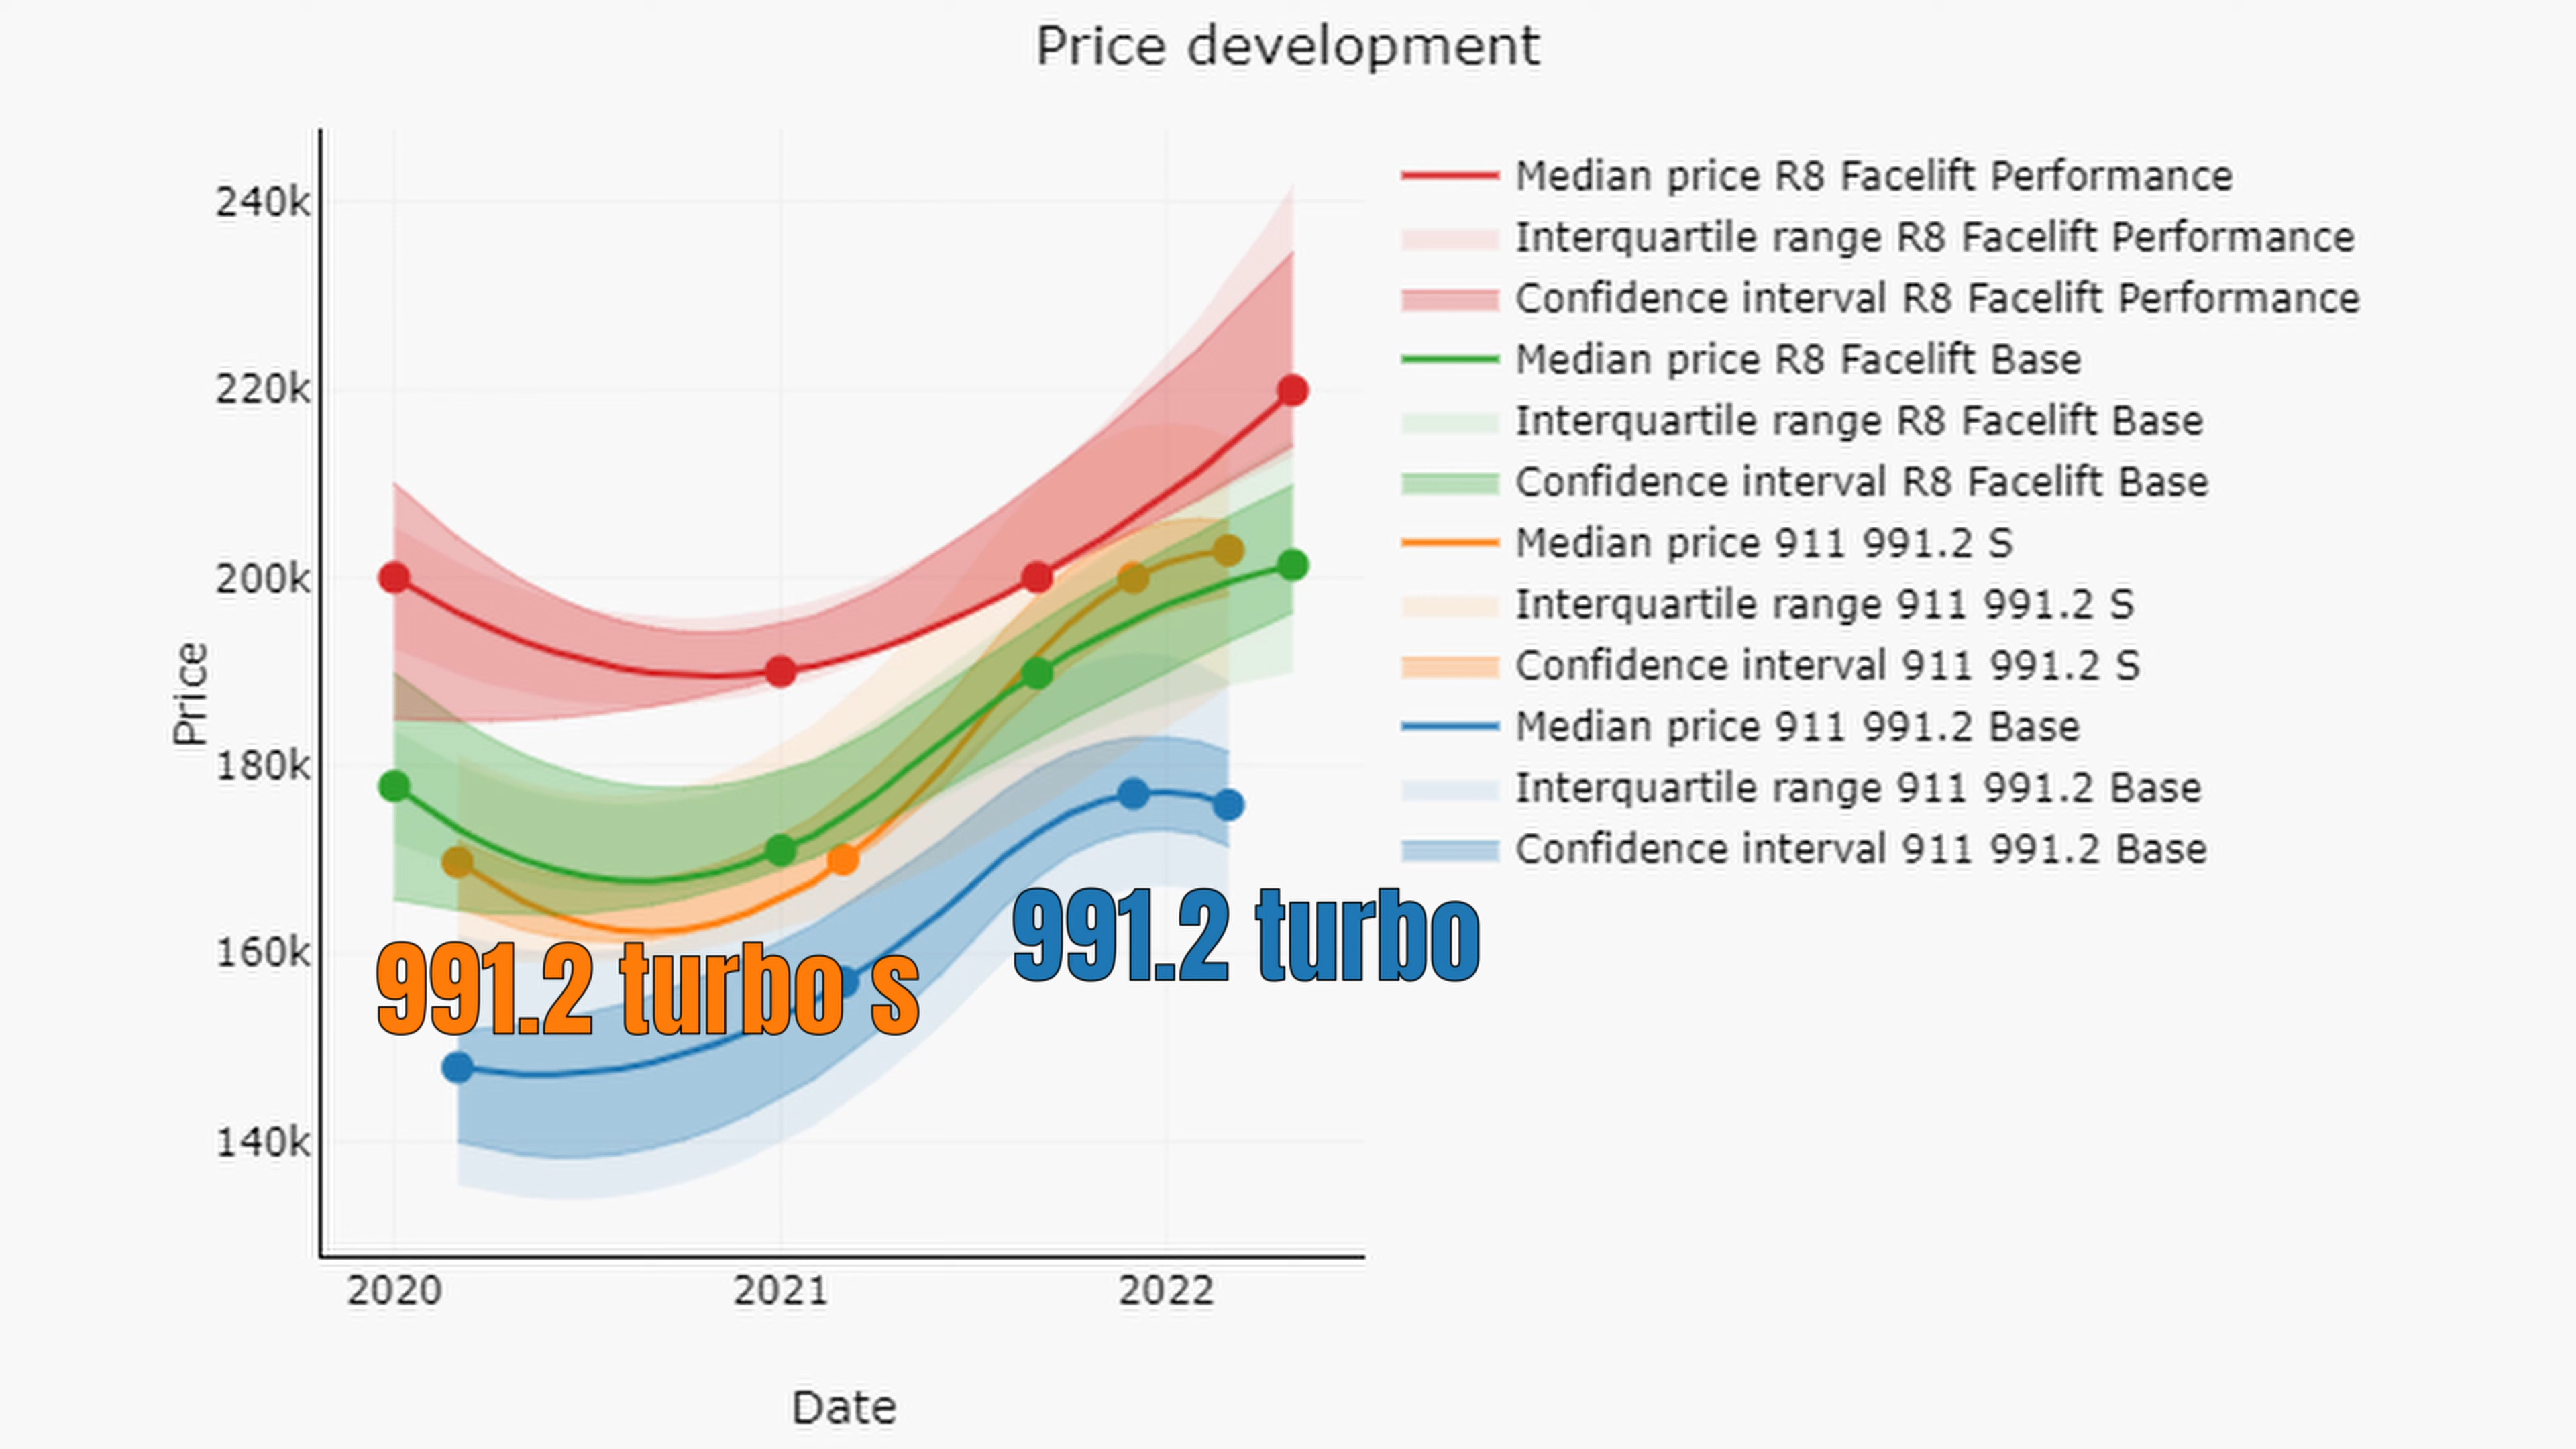 Price development
240k
220k
200k
180k
160k
140k
Price
2020
2021
2022
Date
Median price R8 Facelift Performance
Interquartile range R8 Facelift Performance
Confidence interval R8 Facelift Performance
Median price R8 Facelift Base
Interquartile range R8 Facelift Base
Confidence interval R8 Facelift Base
Median price 911 991.2 S
Interquartile range 911 991.2 S
Confidence interval 911 991.2 S
Median price 911 991.2 Base
Interquartile range 911 991.2 Base
Confidence interval 911 991.2 Base
991.2 turbo
991.2 turbo s